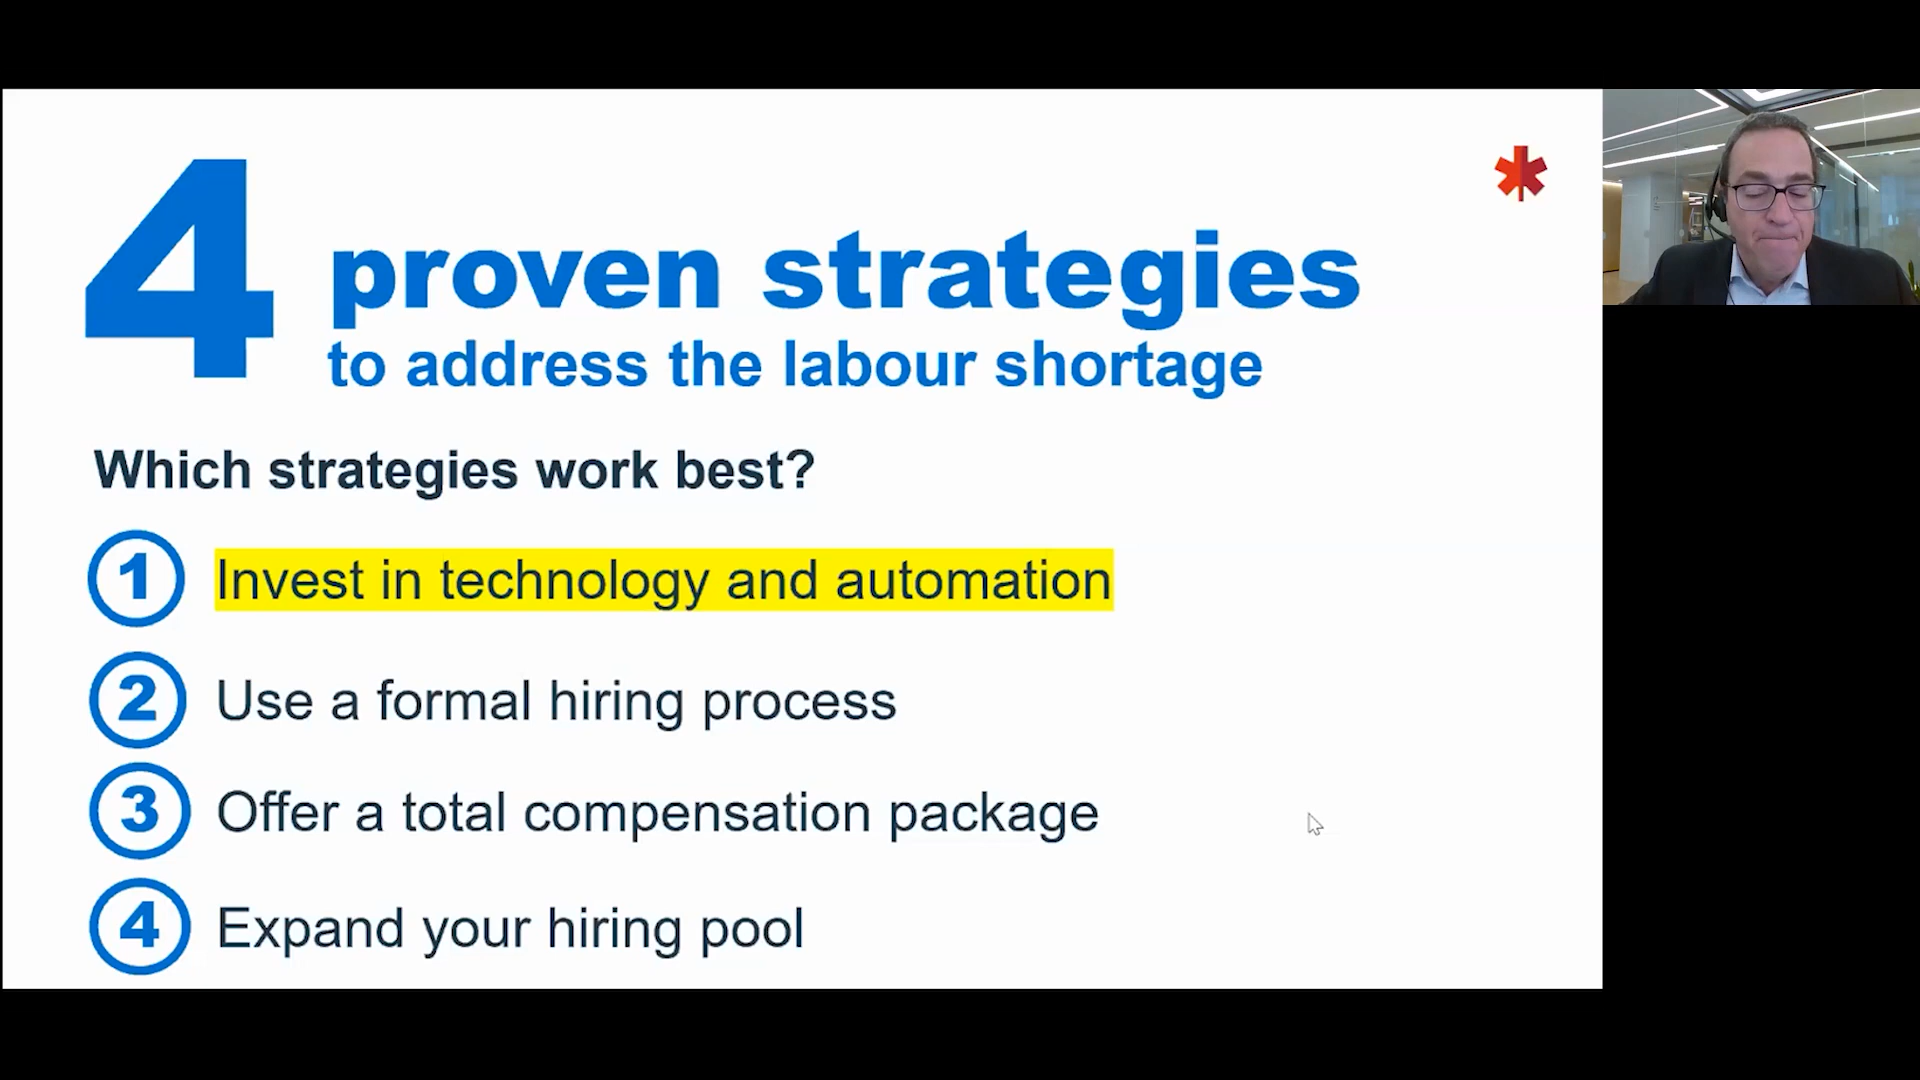 4 proven strategies
to address the labour shortage
Which strategies work best?
1 Invest in technology and automation
2 Use a formal hiring process
3 Offer a total compensation package
4 Expand your hiring pool